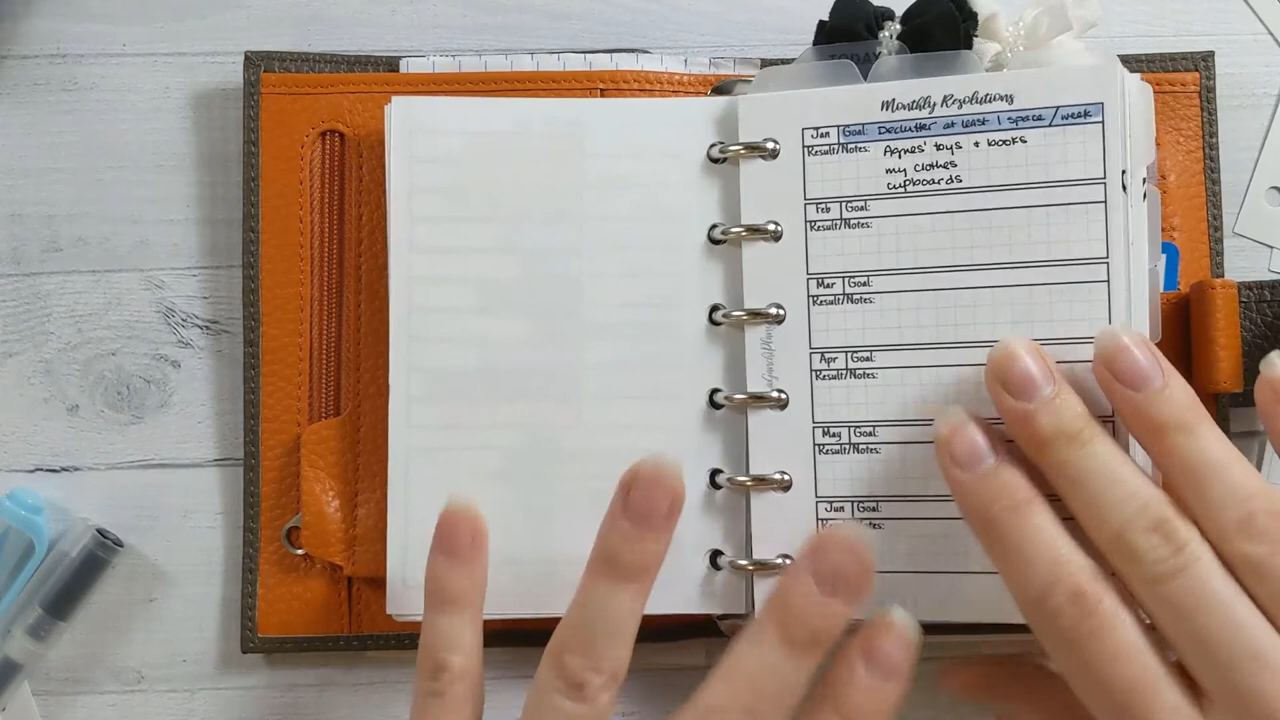 TODAY
Monthly Resolutions
Jan Goal: Declutter at least 1 space / week
Result/Notes: Agnes' toys + books
my clothes
cupboards
Feb Goal:
Result/Notes:
Mar Goal:
Result/Notes:
Apr Goal:
Result/Notes:
May Goal:
Result/Notes:
Jun Goal: